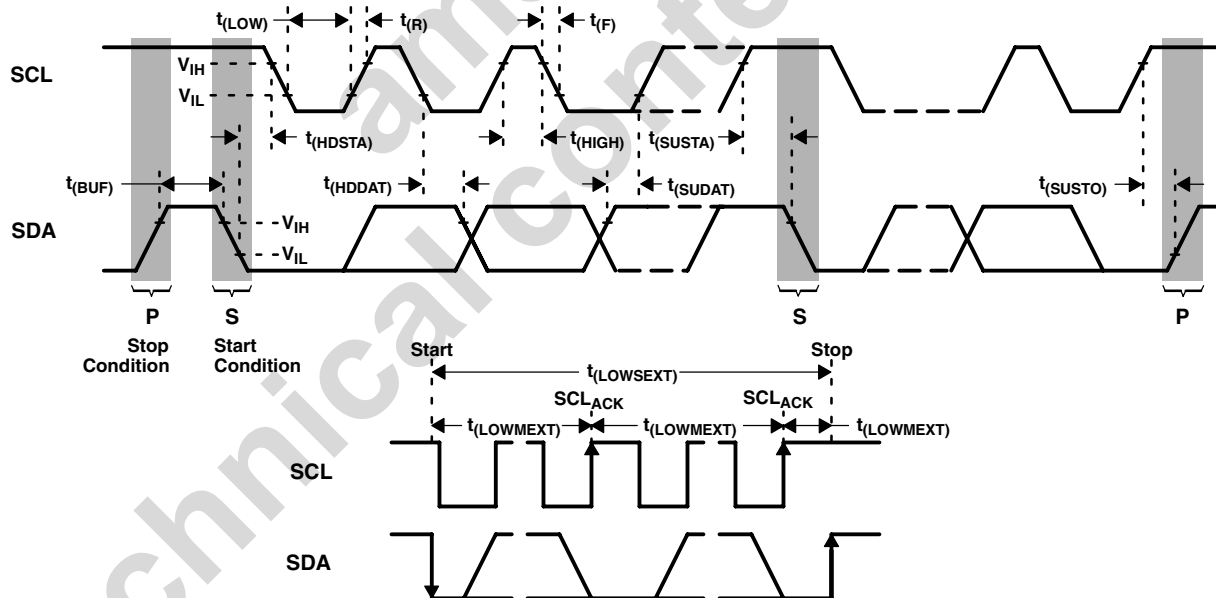 t(LOW) t(R) t(F)
SCL
VIH
VIL
t(HDSTA) t(HIGH) t(SUSTA)
t(BUF) t(HDDAT) t(SUDAT) t(SUSTO)
SDA
VIH
VIL
P S S P
Stop Condition
Start Condition
Start Stop
t(LOWSEXT)
SCLACK SCLACK
t(LOWMEXT) t(LOWMEXT) t(LOWMEXT)
SCL
SDA